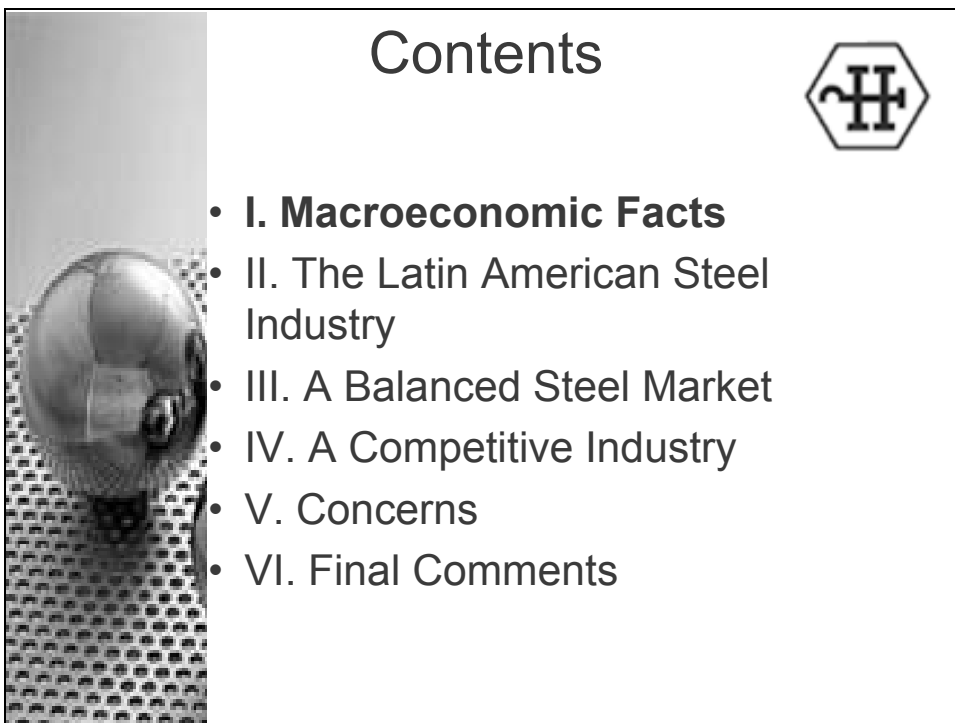 Contents
• I. Macroeconomic Facts
• II. The Latin American Steel
Industry
• III. A Balanced Steel Market
• IV. A Competitive Industry
• V. Concerns
• VI. Final Comments